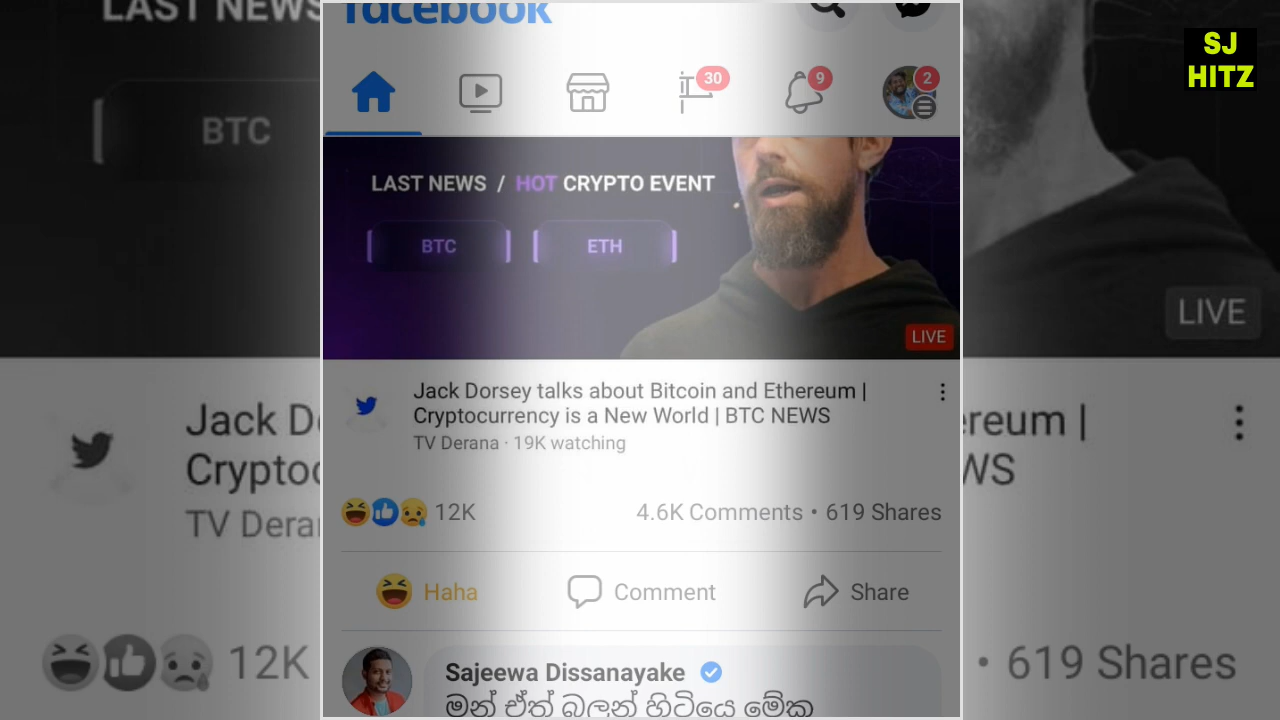 facebook
SJ
HITZ
30
9
2
LAST NEWS / HOT CRYPTO EVENT
BTC
ETH
LIVE
Jack Dorsey talks about Bitcoin and Ethereum |
Cryptocurrency is a New World | BTC NEWS
TV Derana · 19K watching
12K
4.6K Comments • 619 Shares
Haha
Comment
Share
Sajeewa Dissanayake
මන් ඒත් බලන් හිටියෙ මේක
LAST NEWS
BTC
LIVE
Jack D
ereum |
Crypto
WS
TV Dera
12K
• 619 Shares